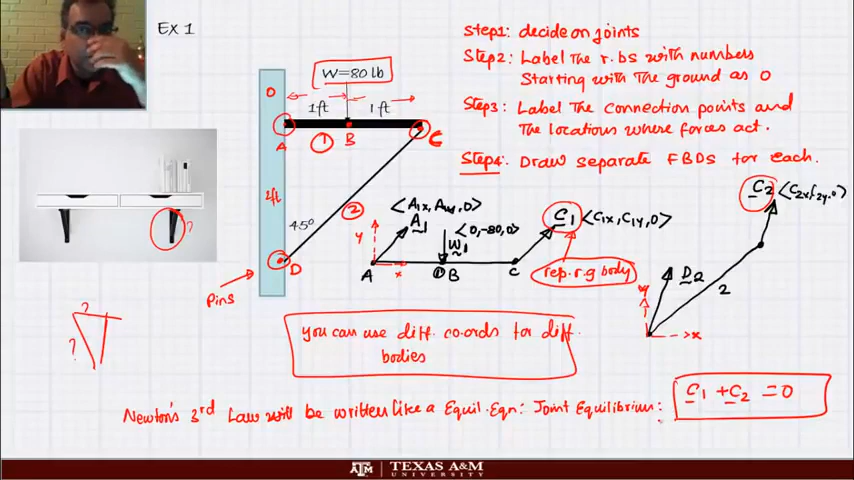 Ex 1
Step1: decide on joints
Step2: Label the r.bs with numbers
Starting with the ground as 0
Step3: Label the connection points and
The locations where forces act.
Step4: Draw separate FBDs for each.
W=80 lb
0
1ft
1ft
A
1
B
C
2ft
2
45°
D
Pins
?
?
?
<A1x, A1y, 0>
A1
<0,-80,0>
W1
C1 <C1x, C1y, 0>
y
x
A
1 B
C
rep. r.g body
C2 <C2x, C2y, 0>
D2
2
y
x
you can use diff. co.ords for diff.
bodies
Newton's 3rd Law will be written like a Equil. Eqn: Joint Equilibrium:
C1 + C2 = 0
TEXAS A&M
UNIVERSITY